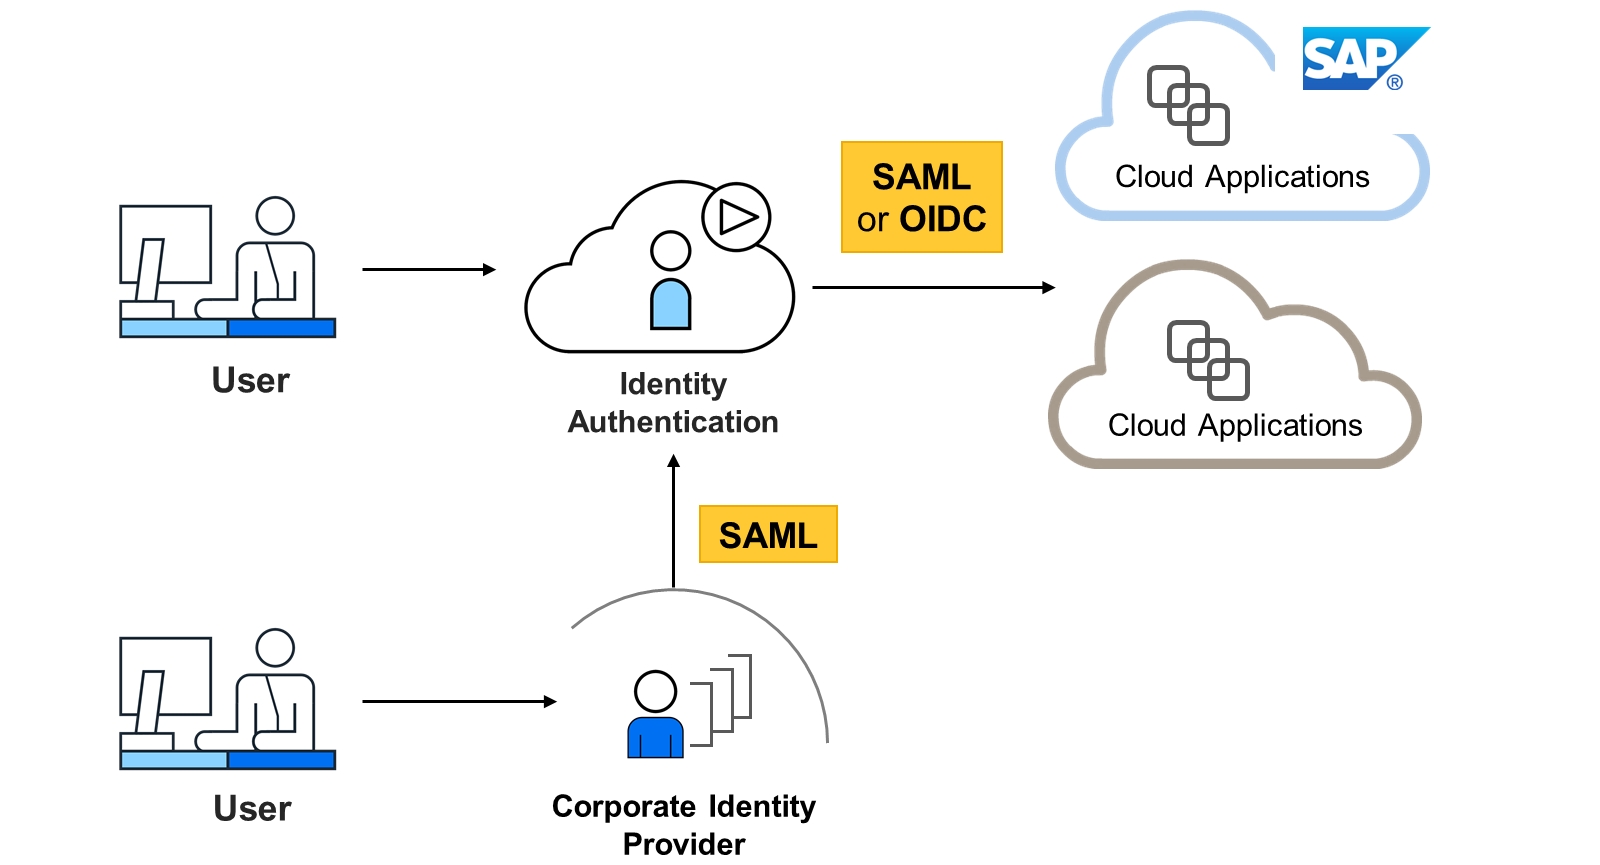 SAP®
Cloud Applications
SAML
or OIDC
User
Identity
Authentication
Cloud Applications
SAML
User
Corporate Identity
Provider